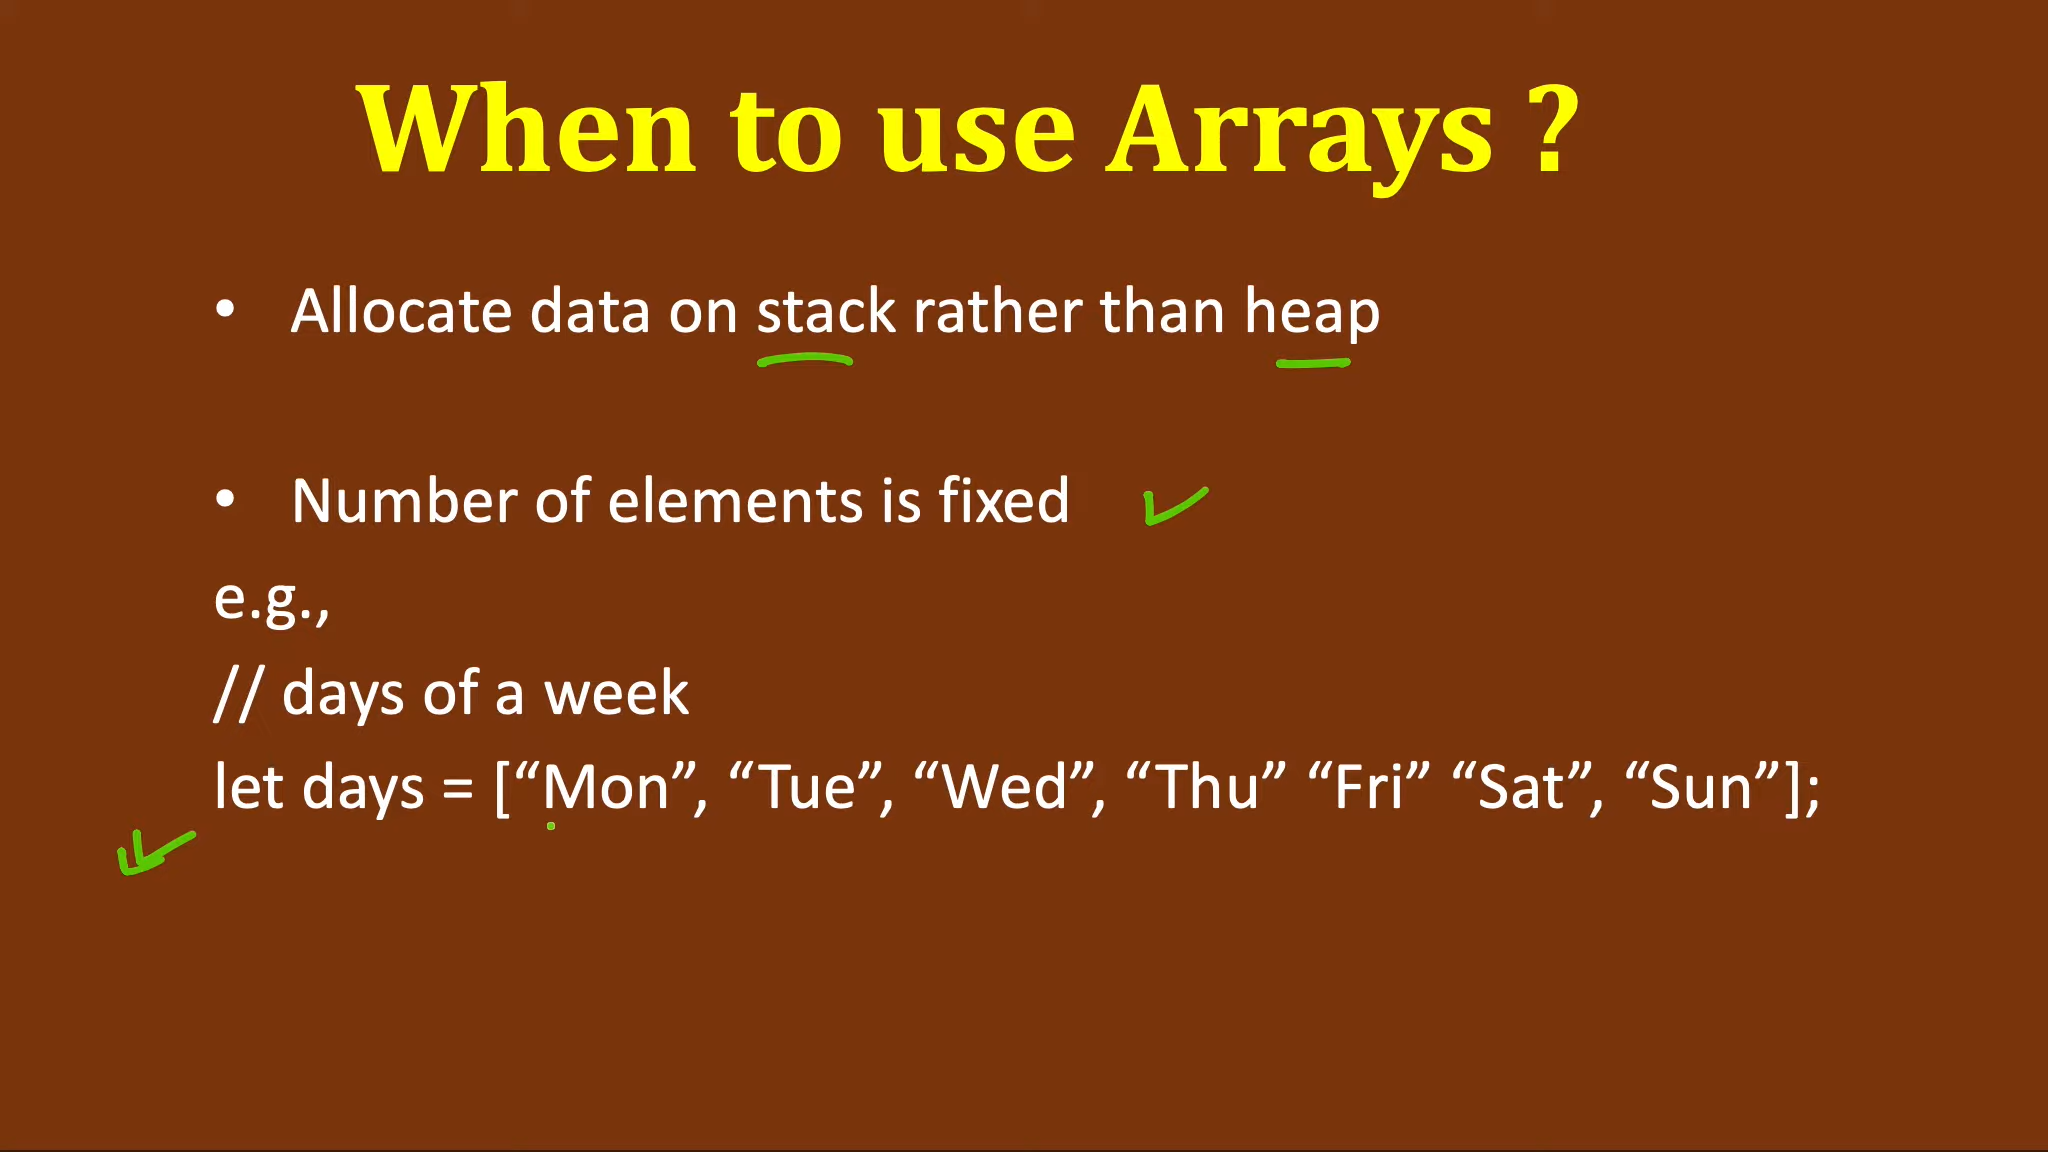 When to use Arrays ?
• Allocate data on stack rather than heap
• Number of elements is fixed
e.g.,
// days of a week
let days = [“Mon”, “Tue”, “Wed”, “Thu” “Fri” “Sat”, “Sun”];